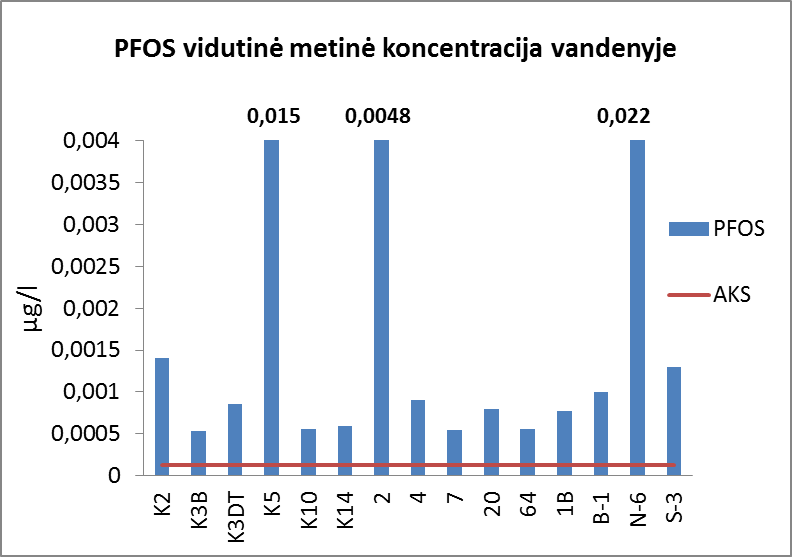 PFOS vidutinė metinė koncentracija vandenyje
0,015
0,0048
0,022
0,004
0,0035
0,003
0,0025
0,002
0,0015
0,001
0,0005
0
µg/l
PFOS
AKS
K2
K3B
K3DT
K5
K10
K14
2
4
7
20
64
1B
B-1
N-6
S-3